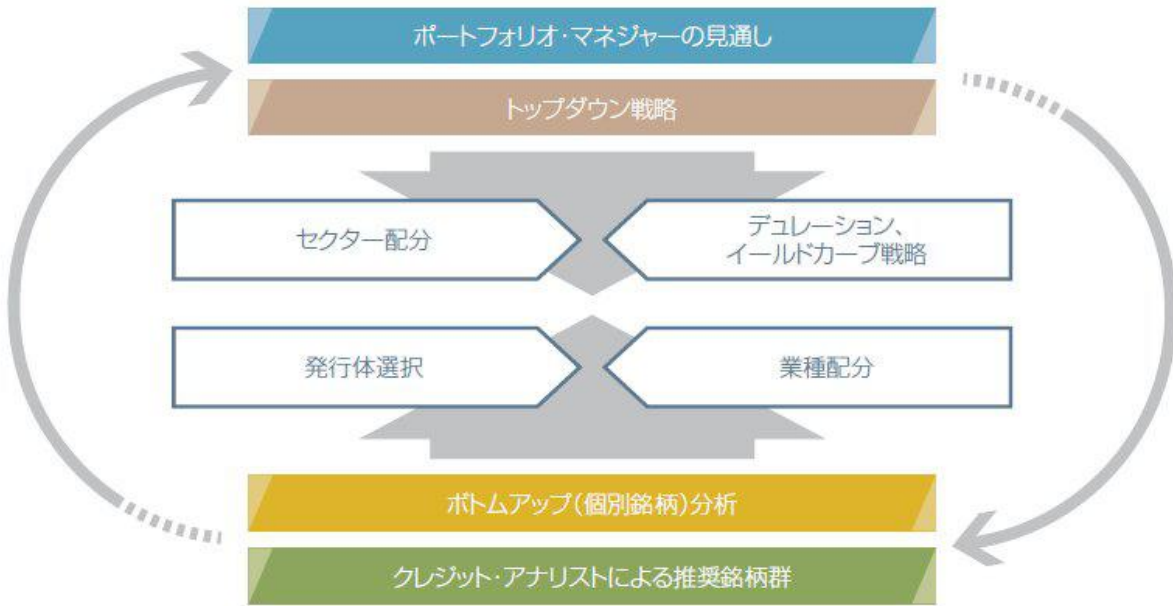 ポートフォリオ・マネジャーの見通し
トップダウン戦略
セクター配分
デュレーション、
イールドカーブ戦略
発行体選択
業種配分
ボトムアップ(個別銘柄)分析
クレジット・アナリストによる推奨銘柄群